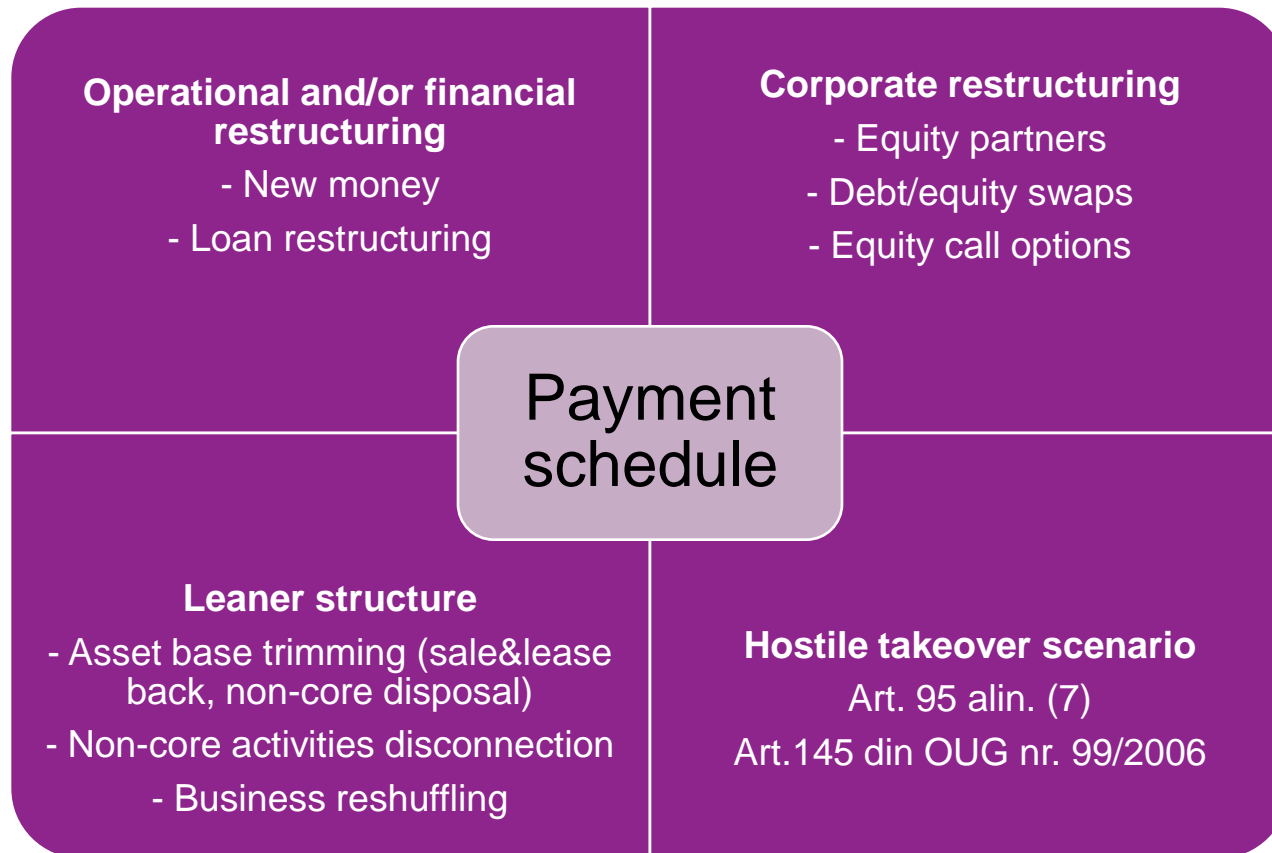 Operational and/or financial
restructuring
- New money
- Loan restructuring
Corporate restructuring
- Equity partners
- Debt/equity swaps
- Equity call options
Payment
schedule
Leaner structure
- Asset base trimming (sale&lease
back, non-core disposal)
- Non-core activities disconnection
- Business reshuffling
Hostile takeover scenario
Art. 95 alin. (7)
Art.145 din OUG nr. 99/2006